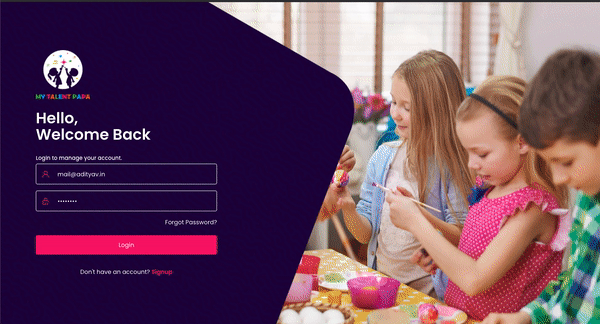 MY TALENT PAPA
Hello,
Welcome Back
Login to manage your account.
mail@adityav.in
••••••••
Forgot Password?
Login
Don't have an account? Signup